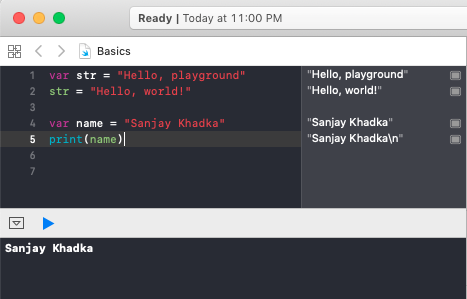 Ready | Today at 11:00 PM
Basics
1 var str = "Hello, playground" "Hello, playground"
2 str = "Hello, world!" "Hello, world!"
3
4 var name = "Sanjay Khadka" "Sanjay Khadka"
5 print(name) "Sanjay Khadka\n"
6
7
Sanjay Khadka